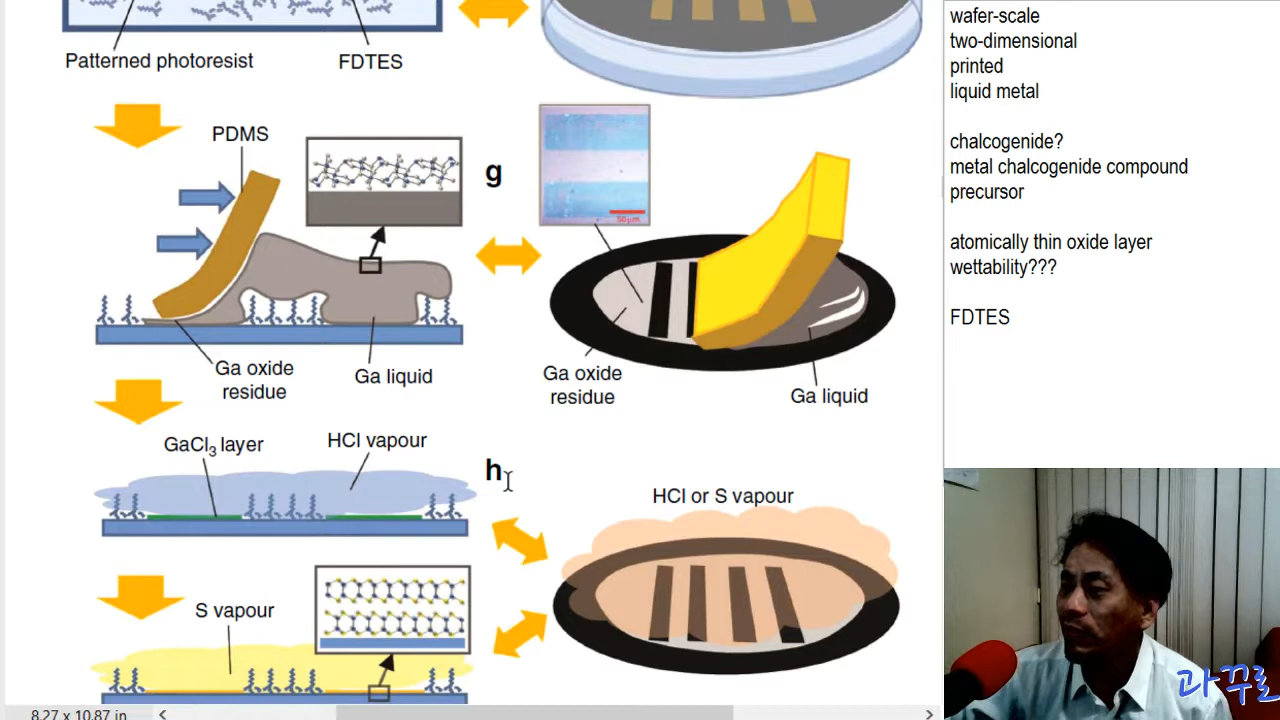 Patterned photoresist
FDTES
PDMS
g
50 μm
Ga oxide
residue
Ga liquid
Ga oxide
residue
Ga liquid
GaCl3 layer
HCl vapour
h
HCl or S vapour
S vapour
8.27 x 10.87 in
wafer-scale
two-dimensional
printed
liquid metal
chalcogenide?
metal chalcogenide compound
precursor
atomically thin oxide layer
wettability???
FDTES
과꾸로